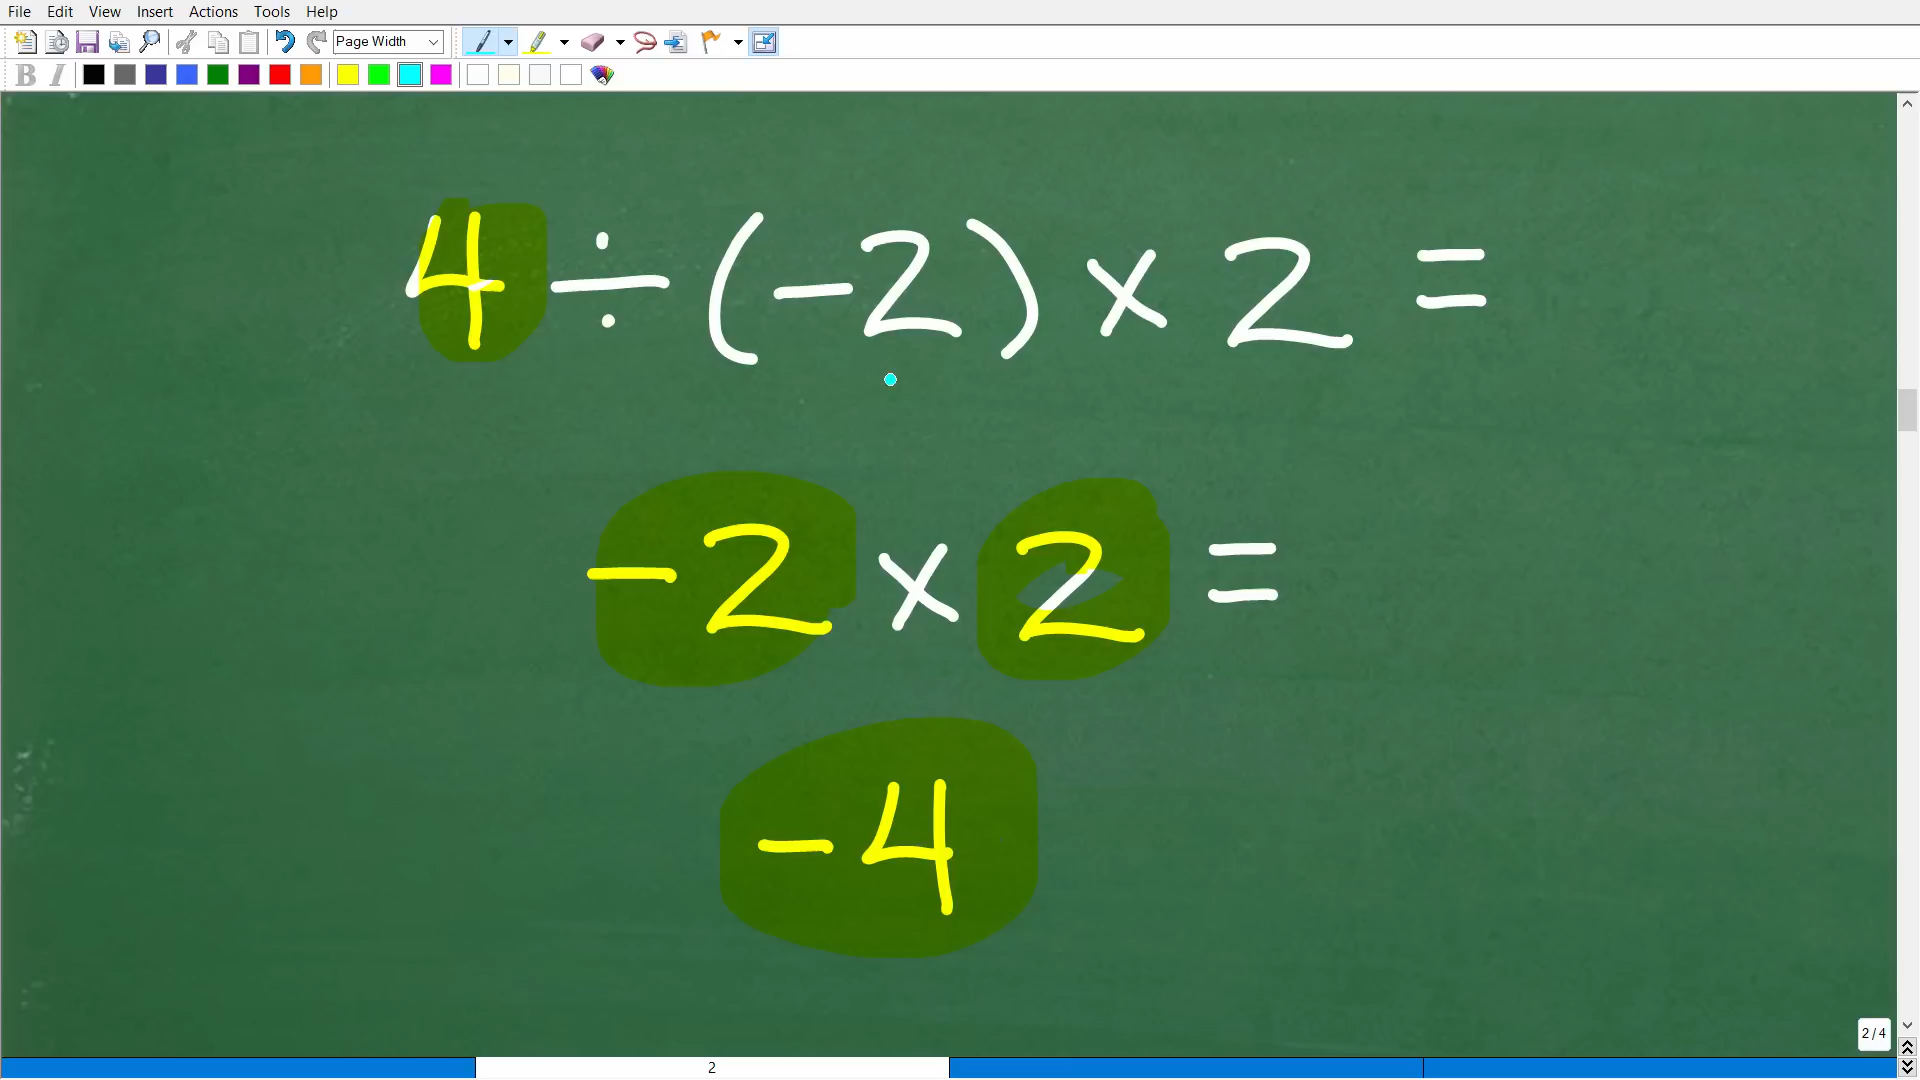 File Edit View Insert Actions Tools Help
Page Width
B I
4 ÷ (-2) × 2 =
-2 × 2 =
-4
2 / 4
2